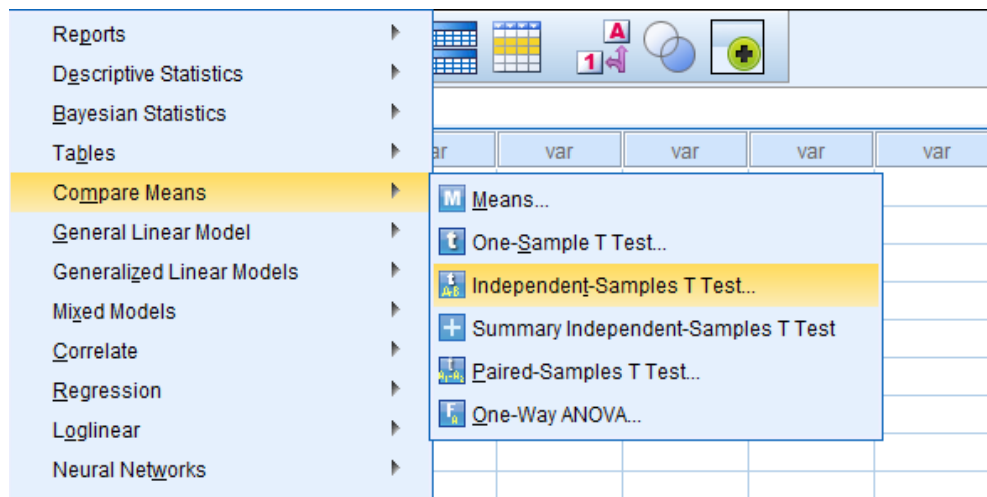 Reports
Descriptive Statistics
Bayesian Statistics
Tables
Compare Means
General Linear Model
Generalized Linear Models
Mixed Models
Correlate
Regression
Loglinear
Neural Networks
A
1
ar var var var var
M Means...
t One-Sample T Test...
t A-B Independent-Samples T Test...
Summary Independent-Samples T Test
t Paired-Samples T Test...
F A One-Way ANOVA...